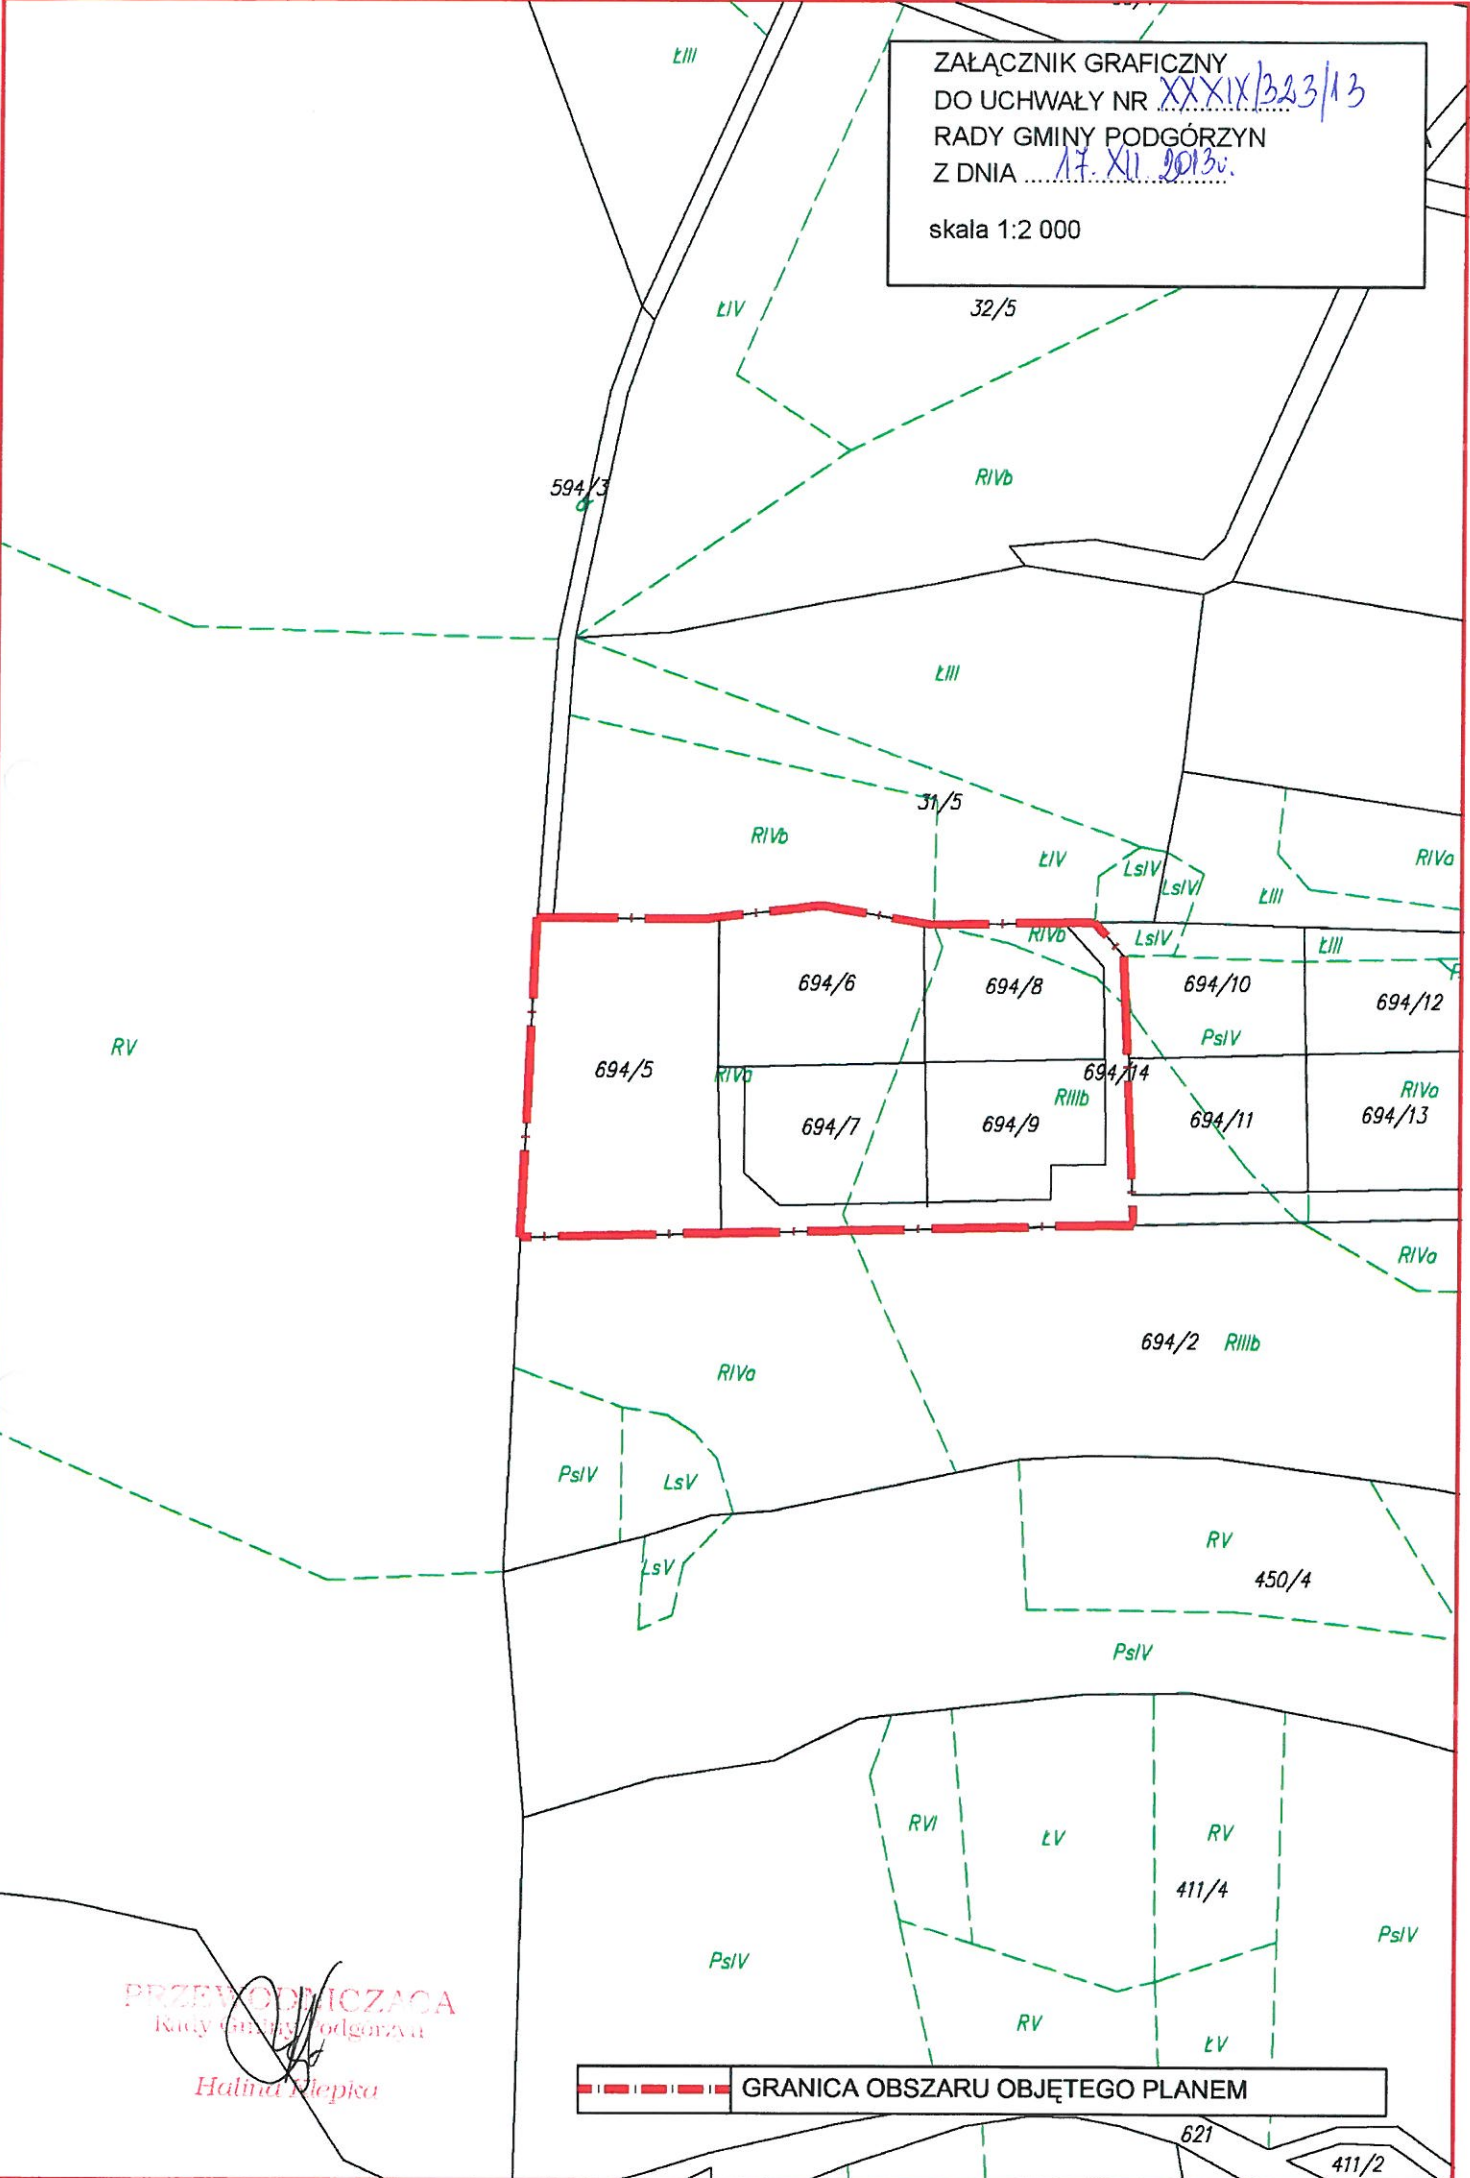 ZAŁĄCZNIK GRAFICZNY
DO UCHWAŁY NR XXXIX/323/13
RADY GMINY PODGÓRZYN
Z DNIA 17. XII. 2013r.
skala 1:2 000
ŁIII
ŁIV
32/5
RIVb
594/3
dr
ŁIII
31/5
RIVb
ŁIV
LsIV
LsIV
ŁIII
RIVa
RIVb
LsIV
ŁIII
694/6
694/8
694/10
694/12
RV
694/5
RIVa
PsIV
694/14
RIIIb
RIVa
694/7
694/9
694/11
694/13
RIVa
694/2 RIIIb
RIVa
PsIV
LsV
LsV
RV
450/4
PsIV
RVI
ŁV
RV
411/4
PsIV
PsIV
RV
ŁV
PRZEWODNICZĄCA
Rady Gminy Podgórzyn
Halina Klepka
GRANICA OBSZARU OBJĘTEGO PLANEM
621
411/2